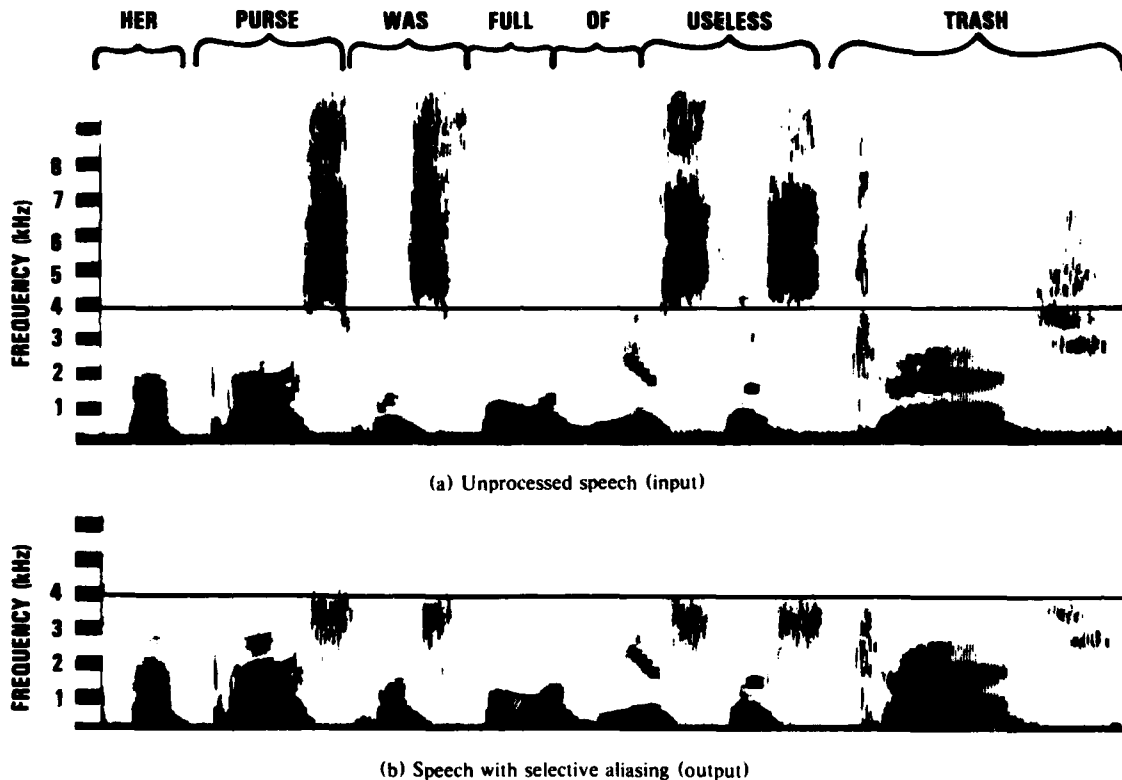 HER PURSE WAS FULL OF USELESS TRASH
FREQUENCY (kHz)
8
7
6
5
4
3
2
1
(a) Unprocessed speech (input)
FREQUENCY (kHz)
4
3
2
1
(b) Speech with selective aliasing (output)